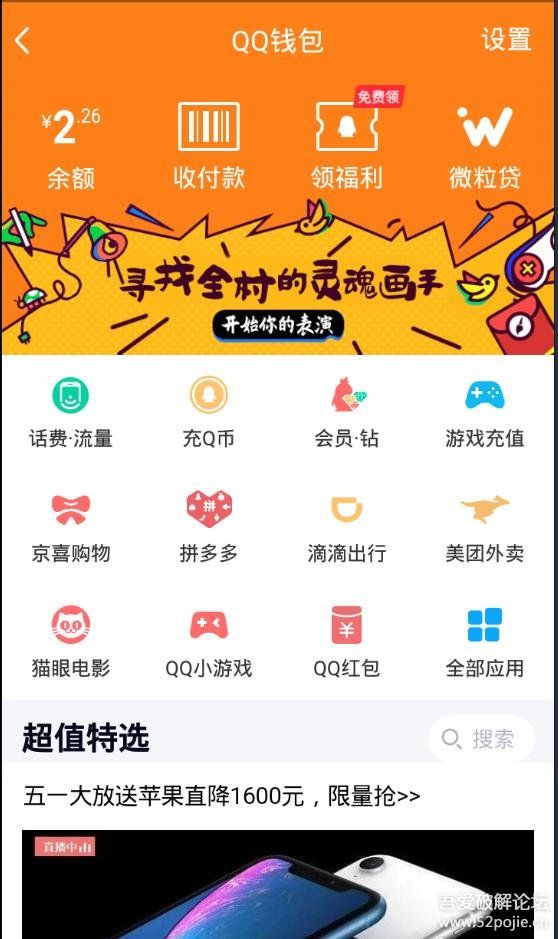 QQ钱包
设置
免费领
¥2.26
余额
收付款
领福利
微粒贷
寻找全村的灵魂画手
开始你的表演
话费·流量
充Q币
会员·钻
游戏充值
拼
京喜购物
拼多多
滴滴出行
美团外卖
¥
猫眼电影
QQ小游戏
QQ红包
全部应用
超值特选
搜索
五一大放送苹果直降1600元，限量抢>>
直播中
吾爱破解论坛
www.52pojie.cn